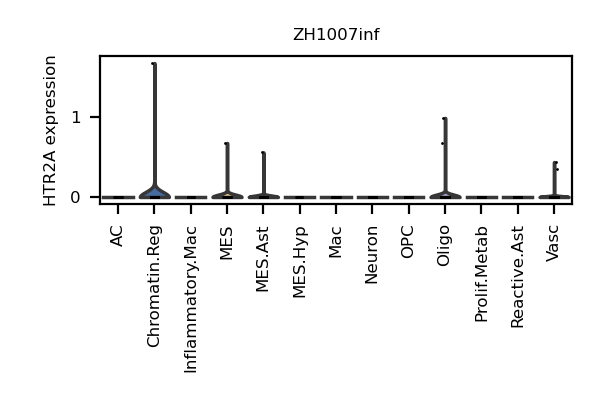 ZH1007inf
HTR2A expression
1
0
AC
Chromatin.Reg
Inflammatory.Mac
MES
MES.Ast
MES.Hyp
Mac
Neuron
OPC
Oligo
Prolif.Metab
Reactive.Ast
Vasc